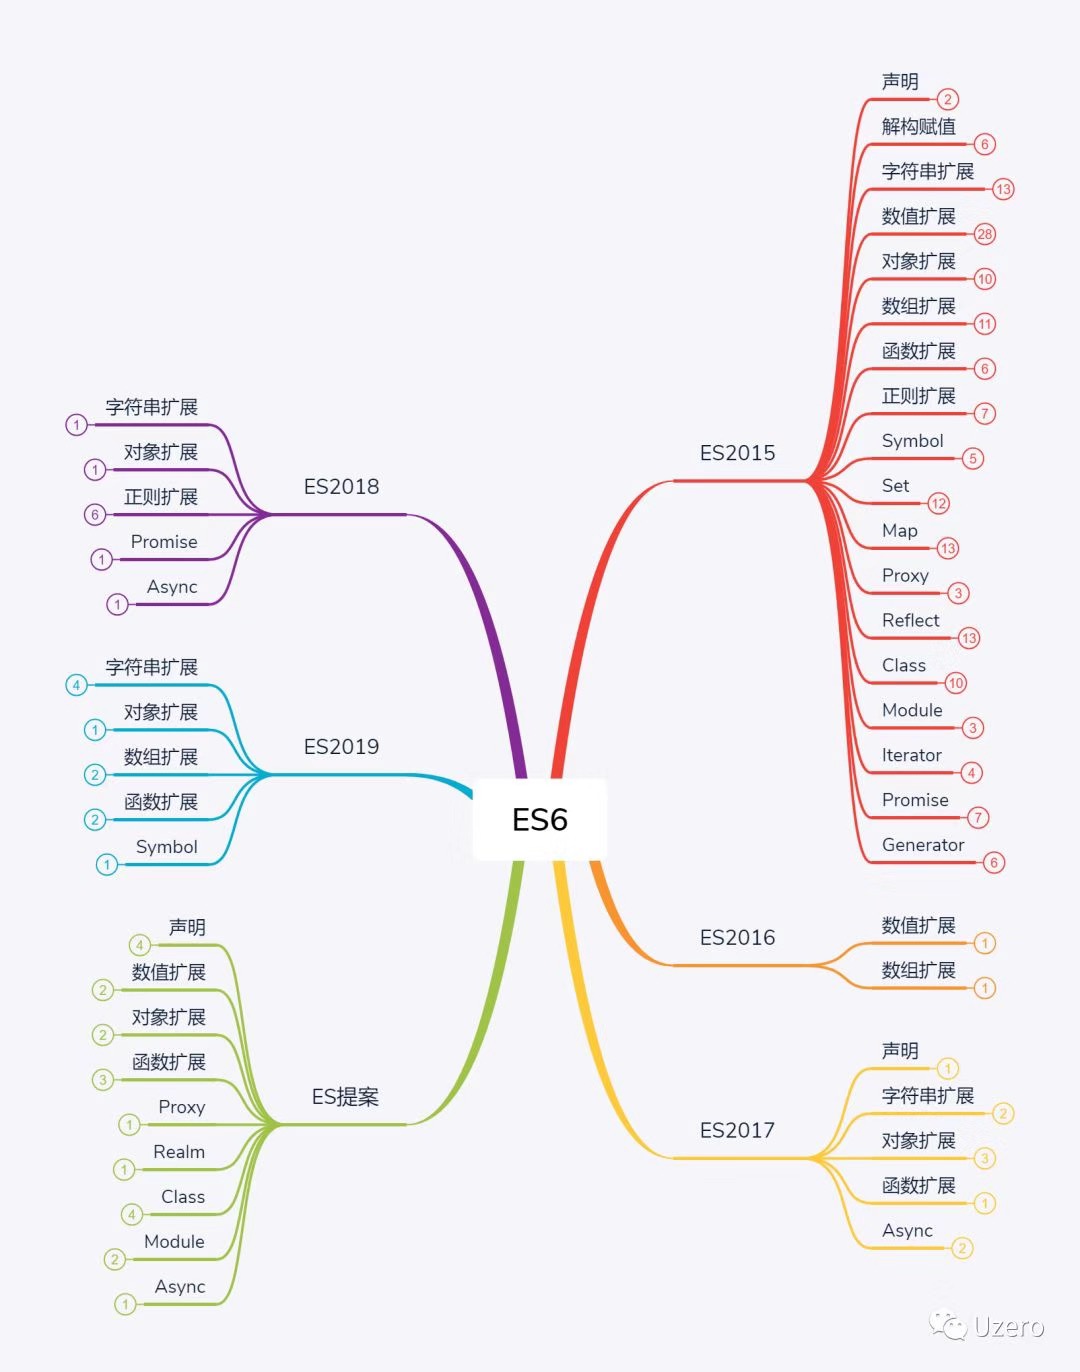 ES6
ES2015
声明
2
解构赋值
6
字符串扩展
13
数值扩展
28
对象扩展
10
数组扩展
11
函数扩展
6
正则扩展
7
Symbol
5
Set
12
Map
13
Proxy
3
Reflect
13
Class
10
Module
3
Iterator
4
Promise
7
Generator
6
ES2016
数值扩展
1
数组扩展
1
ES2017
声明
1
字符串扩展
2
对象扩展
3
函数扩展
1
Async
2
ES2018
字符串扩展
1
对象扩展
1
正则扩展
6
Promise
1
Async
1
ES2019
字符串扩展
4
对象扩展
1
数组扩展
2
函数扩展
2
Symbol
1
ES提案
声明
4
数值扩展
2
对象扩展
2
函数扩展
3
Proxy
1
Realm
1
Class
4
Module
2
Async
1
Uzero